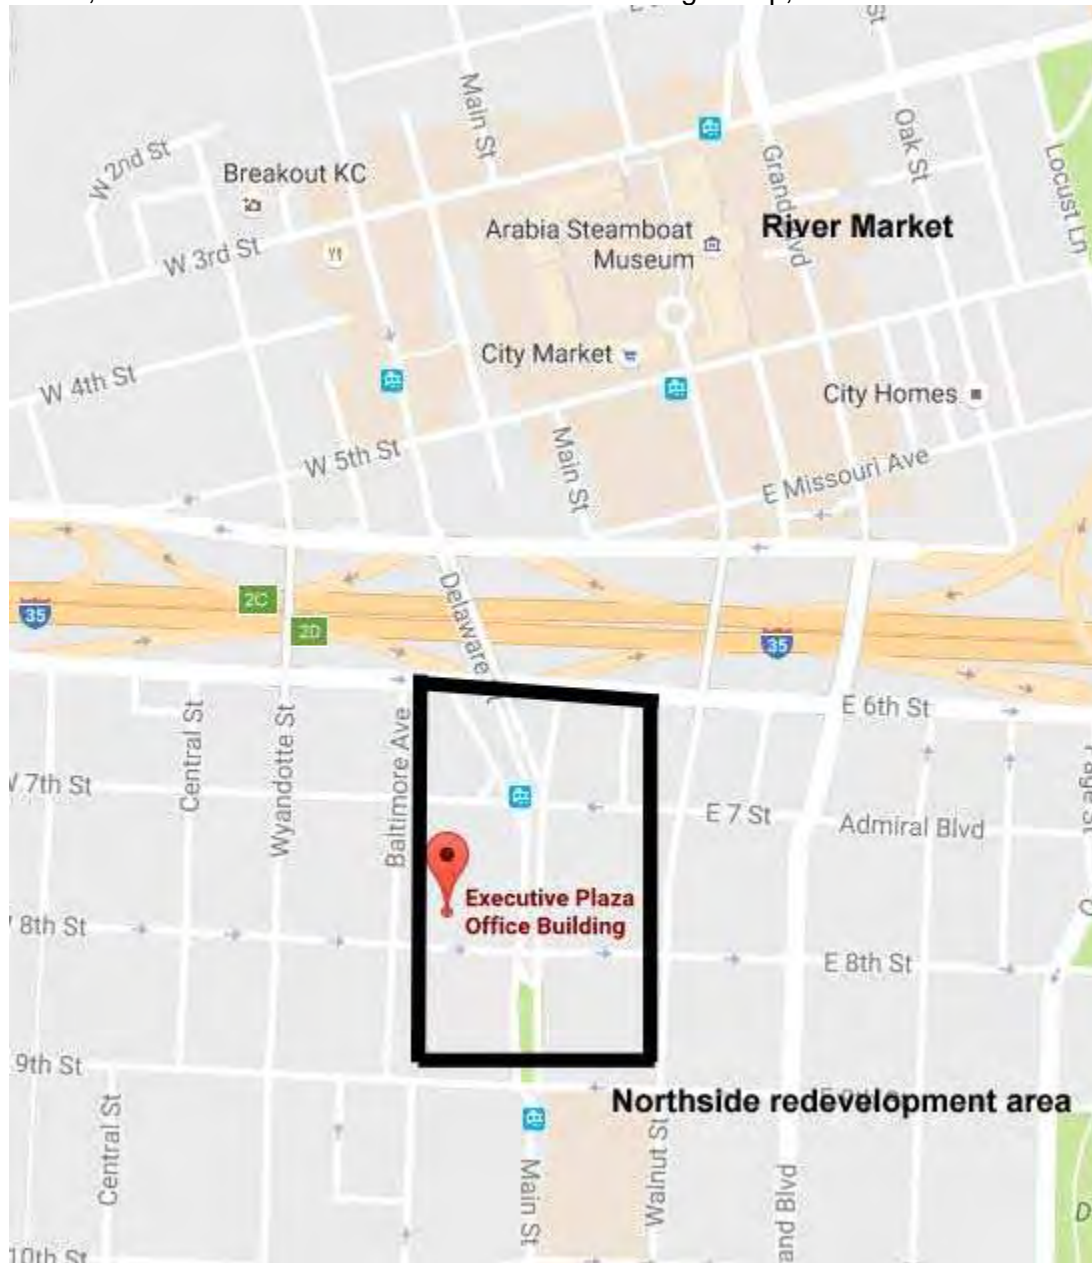 St
Main St
Oak St
W 2nd St
Breakout KC
Grand Blvd
Locust Ln
Arabia Steamboat
Museum
River Market
W 3rd St
City Market
W 4th St
City Homes
Main St
W 5th St
E Missouri Ave
2C
35
2D
35
Delaware
E 6th St
Central St
Wyandotte St
Baltimore Ave
7th St
E 7 St
Admiral Blvd
Executive Plaza
Office Building
8th St
E 8th St
9th St
Northside redevelopment area
Central St
Main St
Walnut St
and Blvd
10th St
D